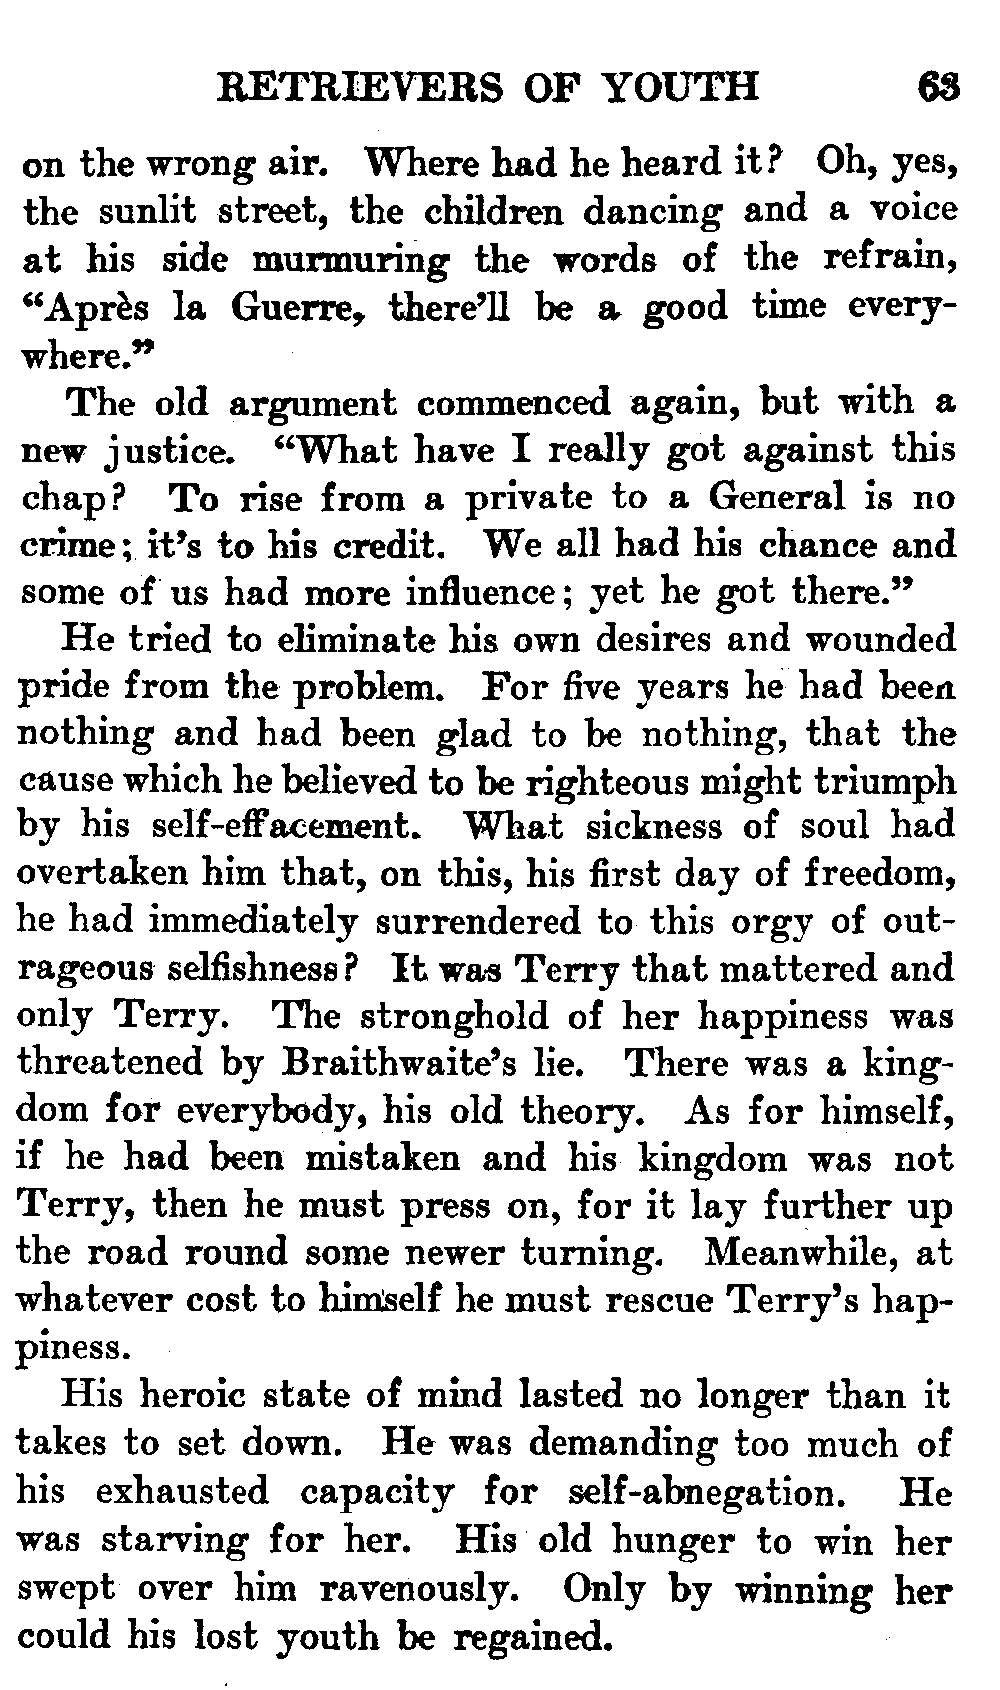 RETRIEVERS OF YOUTH 63
on the wrong air. Where had he heard it? Oh, yes,
the sunlit street, the children dancing and a voice
at his side murmuring the words of the refrain,
“Après la Guerre, there’ll be a good time every-
where.”
The old argument commenced again, but with a
new justice. “What have I really got against this
chap? To rise from a private to a General is no
crime; it’s to his credit. We all had his chance and
some of us had more influence; yet he got there.”
He tried to eliminate his own desires and wounded
pride from the problem. For five years he had been
nothing and had been glad to be nothing, that the
cause which he believed to be righteous might triumph
by his self-effacement. What sickness of soul had
overtaken him that, on this, his first day of freedom,
he had immediately surrendered to this orgy of out-
rageous selfishness? It was Terry that mattered and
only Terry. The stronghold of her happiness was
threatened by Braithwaite’s lie. There was a king-
dom for everybody, his old theory. As for himself,
if he had been mistaken and his kingdom was not
Terry, then he must press on, for it lay further up
the road round some newer turning. Meanwhile, at
whatever cost to himself he must rescue Terry’s hap-
piness.
His heroic state of mind lasted no longer than it
takes to set down. He was demanding too much of
his exhausted capacity for self-abnegation. He
was starving for her. His old hunger to win her
swept over him ravenously. Only by winning her
could his lost youth be regained.